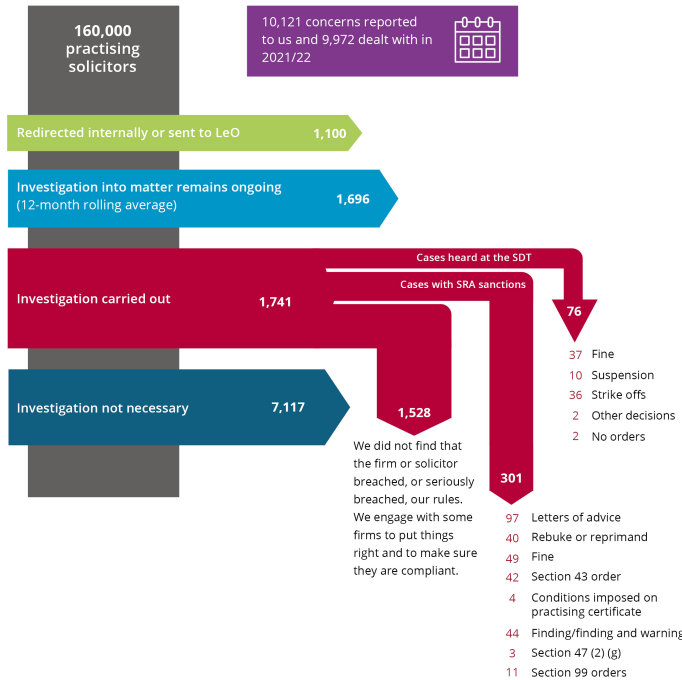 160,000
practising
solicitors
10,121 concerns reported
to us and 9,972 dealt with in
2021/22
Redirected internally or sent to LeO 1,100
Investigation into matter remains ongoing
(12-month rolling average)
1,696
Cases heard at the SDT
Cases with SRA sanctions
Investigation carried out 1,741
76
37 Fine
10 Suspension
36 Strike offs
2 Other decisions
2 No orders
Investigation not necessary 7,117
1,528
We did not find that
the firm or solicitor
breached, or seriously
breached, our rules.
We engage with some
firms to put things
right and to make sure
they are compliant.
301
97 Letters of advice
40 Rebuke or reprimand
49 Fine
42 Section 43 order
4 Conditions imposed on
practising certificate
44 Finding/finding and warning
3 Section 47 (2) (g)
11 Section 99 orders